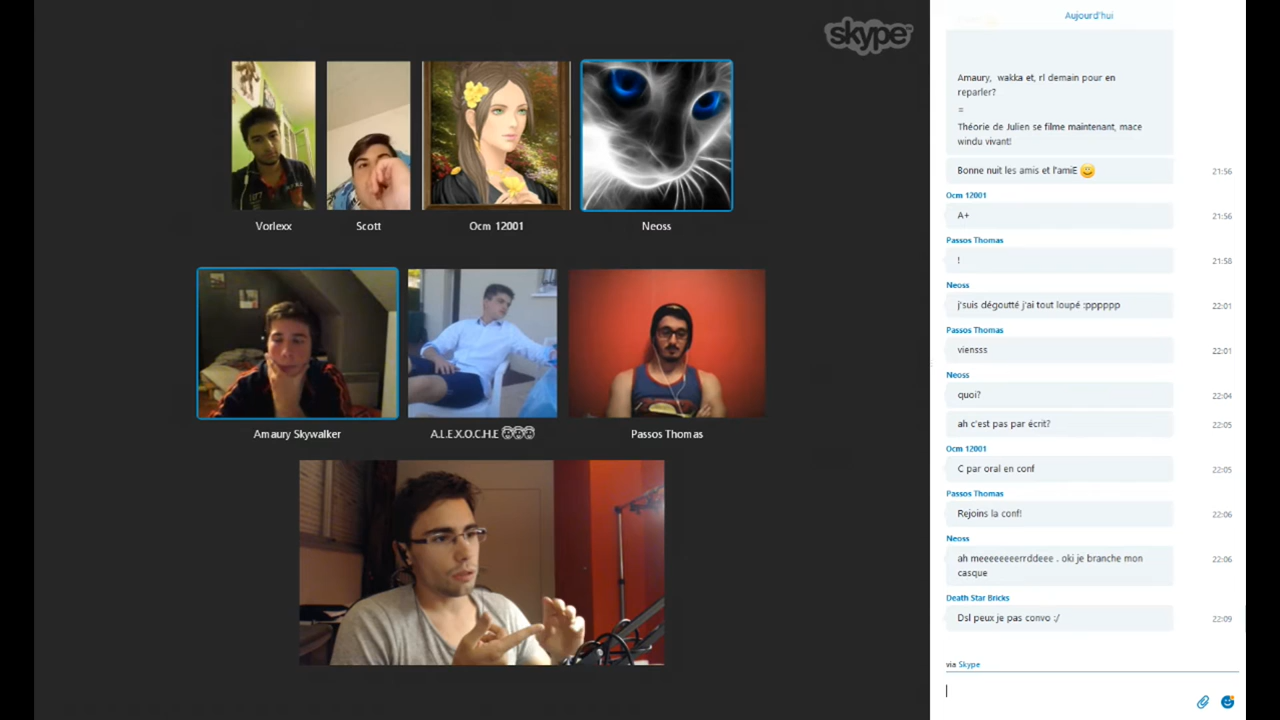 skype
Vorlexx
Scott
Ocm 12001
Neoss
Amaury Skywalker
A.L.E.X.O.C.H.E
Passos Thomas
Aujourd'hui
Amaury, wakka et, rl demain pour en
reparler?
=
Théorie de Julien se filme maintenant, mace
windu vivant!
Bonne nuit les amis et l'amiE
21:56
Ocm 12001
A+
21:56
Passos Thomas
!
21:58
Neoss
j'suis dégoutté j'ai tout loupé :pppppp
22:01
Passos Thomas
viensss
22:01
Neoss
quoi?
22:04
ah c'est pas par écrit?
22:05
Ocm 12001
C par oral en conf
22:05
Passos Thomas
Rejoins la conf!
22:06
Neoss
ah meeeeeeeerrddeee . oki je branche mon
casque
22:06
Death Star Bricks
Dsl peux je pas convo :/
22:09
via Skype